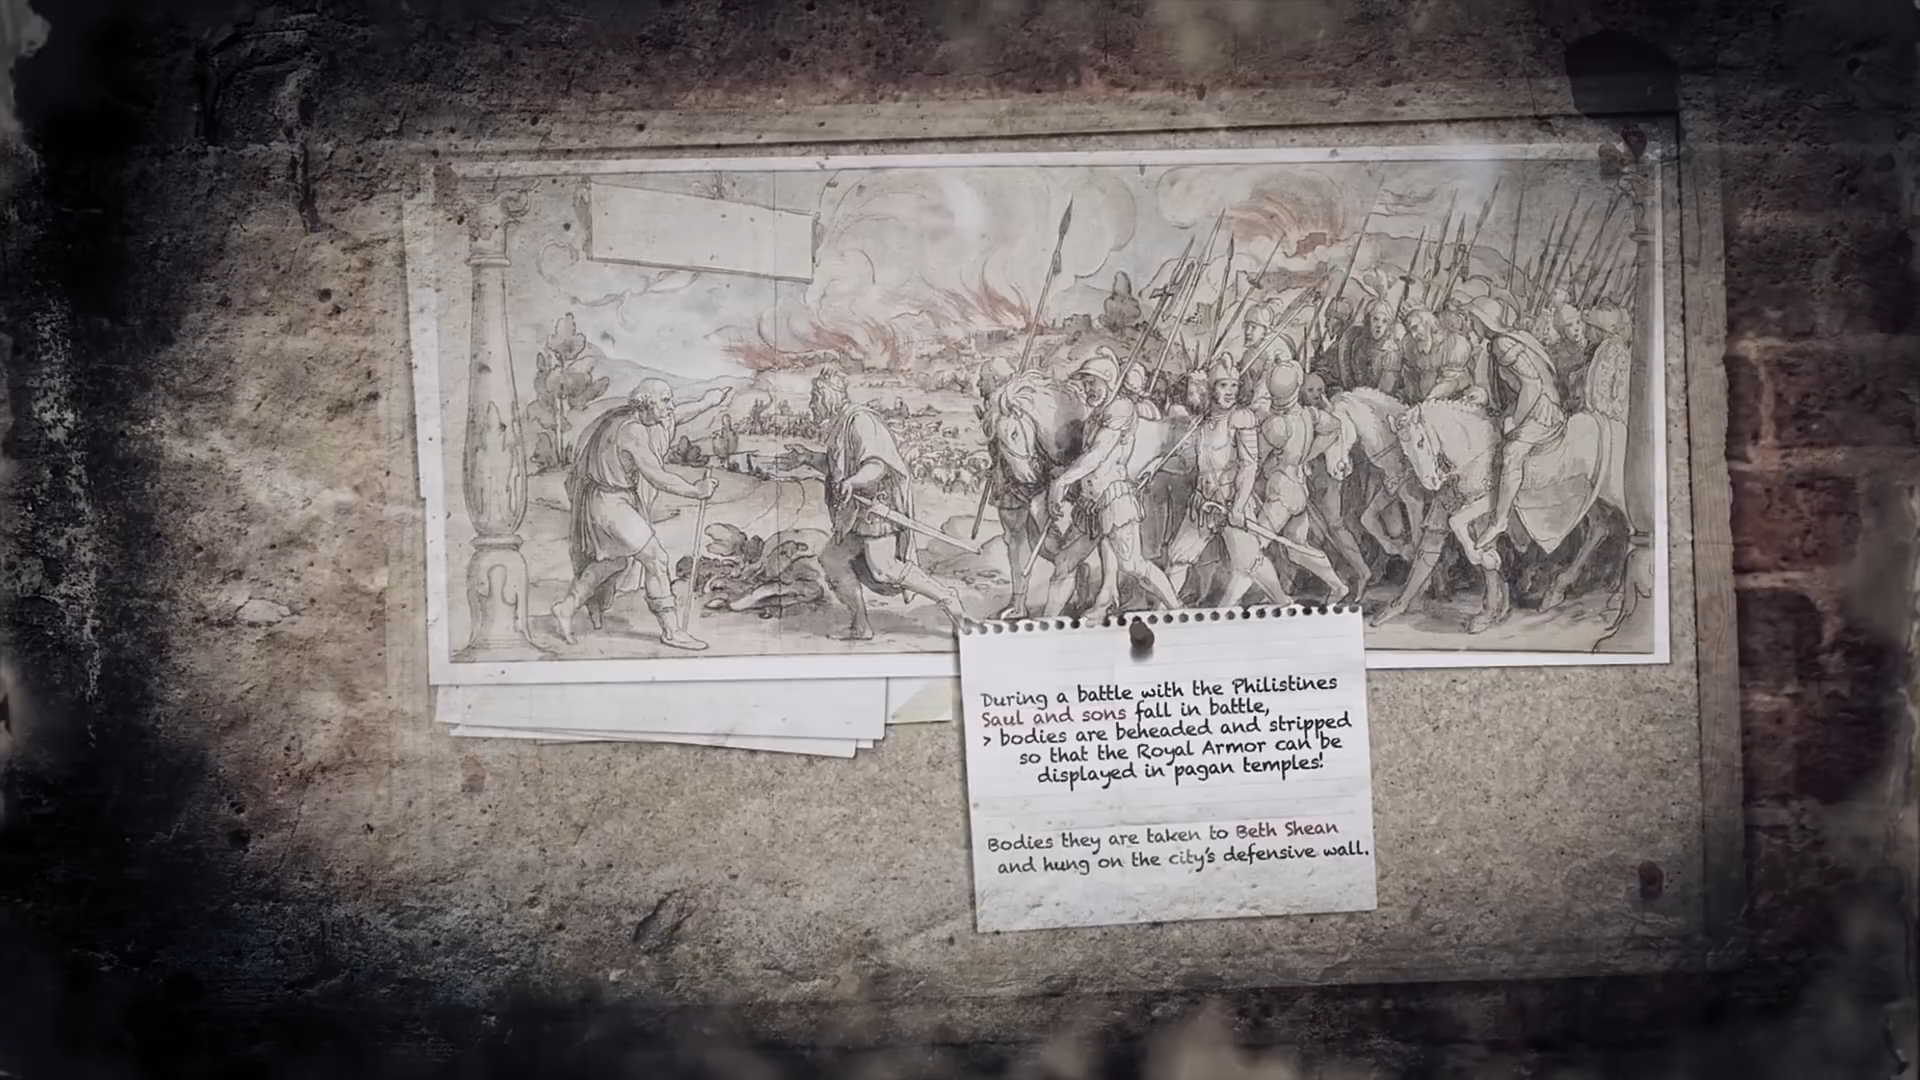 During a battle with the Philistines
Saul and sons fall in battle,
> bodies are beheaded and stripped
so that the Royal Armor can be
displayed in pagan temples!
Bodies they are taken to Beth Shean
and hung on the city's defensive wall.